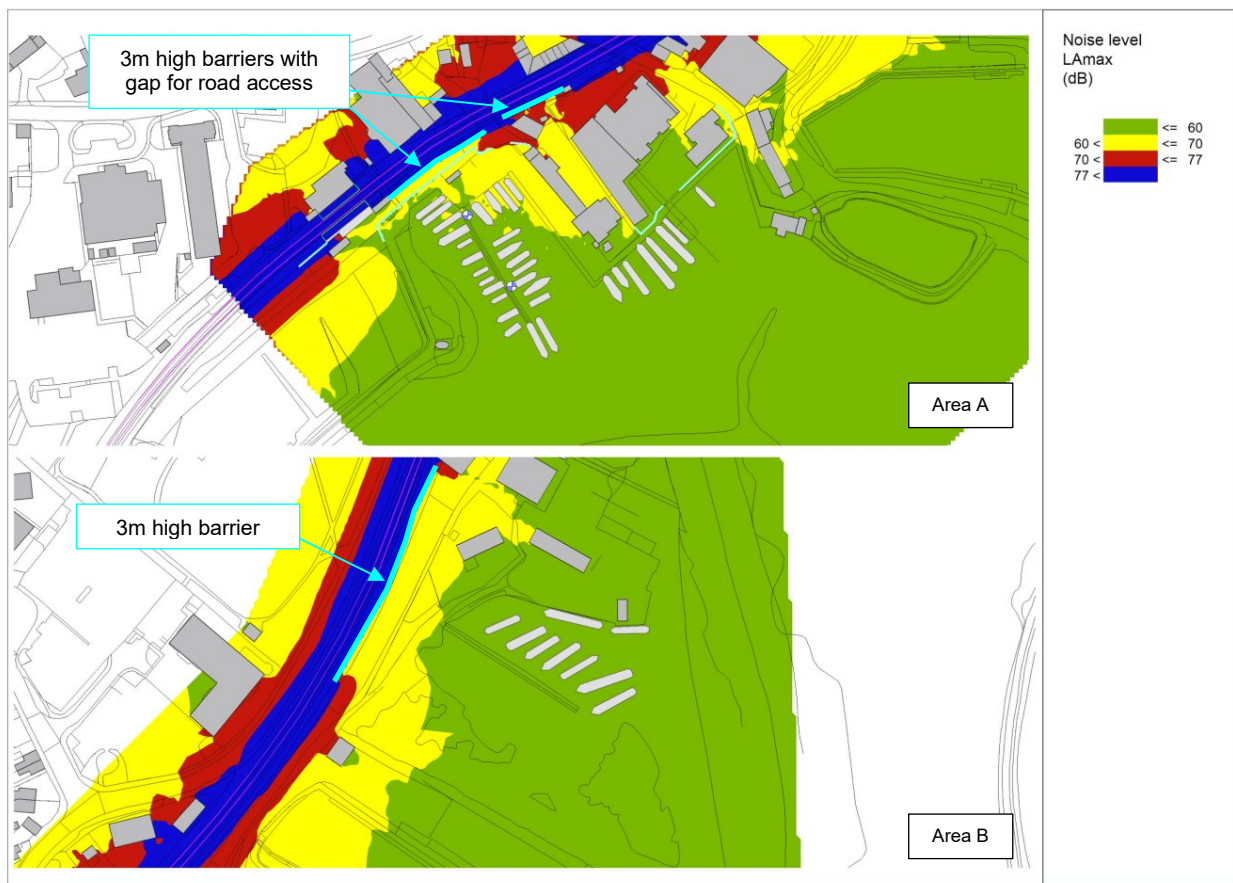 3m high barriers with
gap for road access
Area A
3m high barrier
Area B
Noise level
LAmax
(dB)
<= 60
60 < <= 70
70 < <= 77
77 <